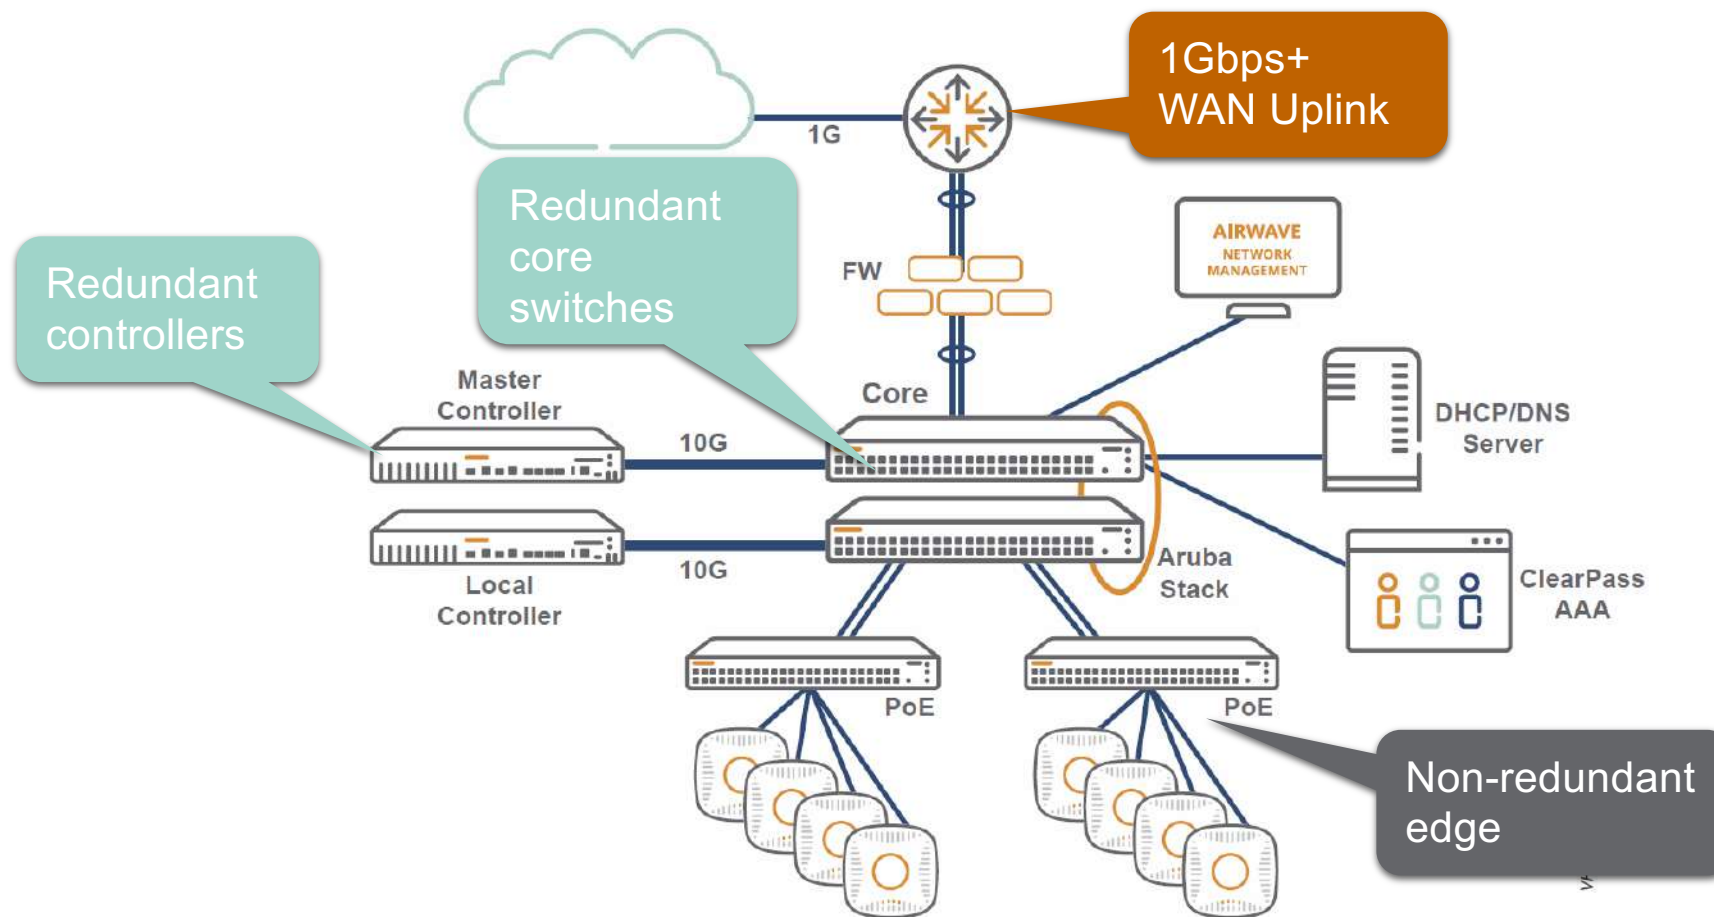 1Gbps+
WAN Uplink
1G
Redundant
core
switches
Redundant
controllers
AIRWAVE
NETWORK
MANAGEMENT
FW
Master
Controller
Core
10G
DHCP/DNS
Server
Local
Controller
10G
Aruba
Stack
ClearPass
AAA
PoE
PoE
Non-redundant
edge